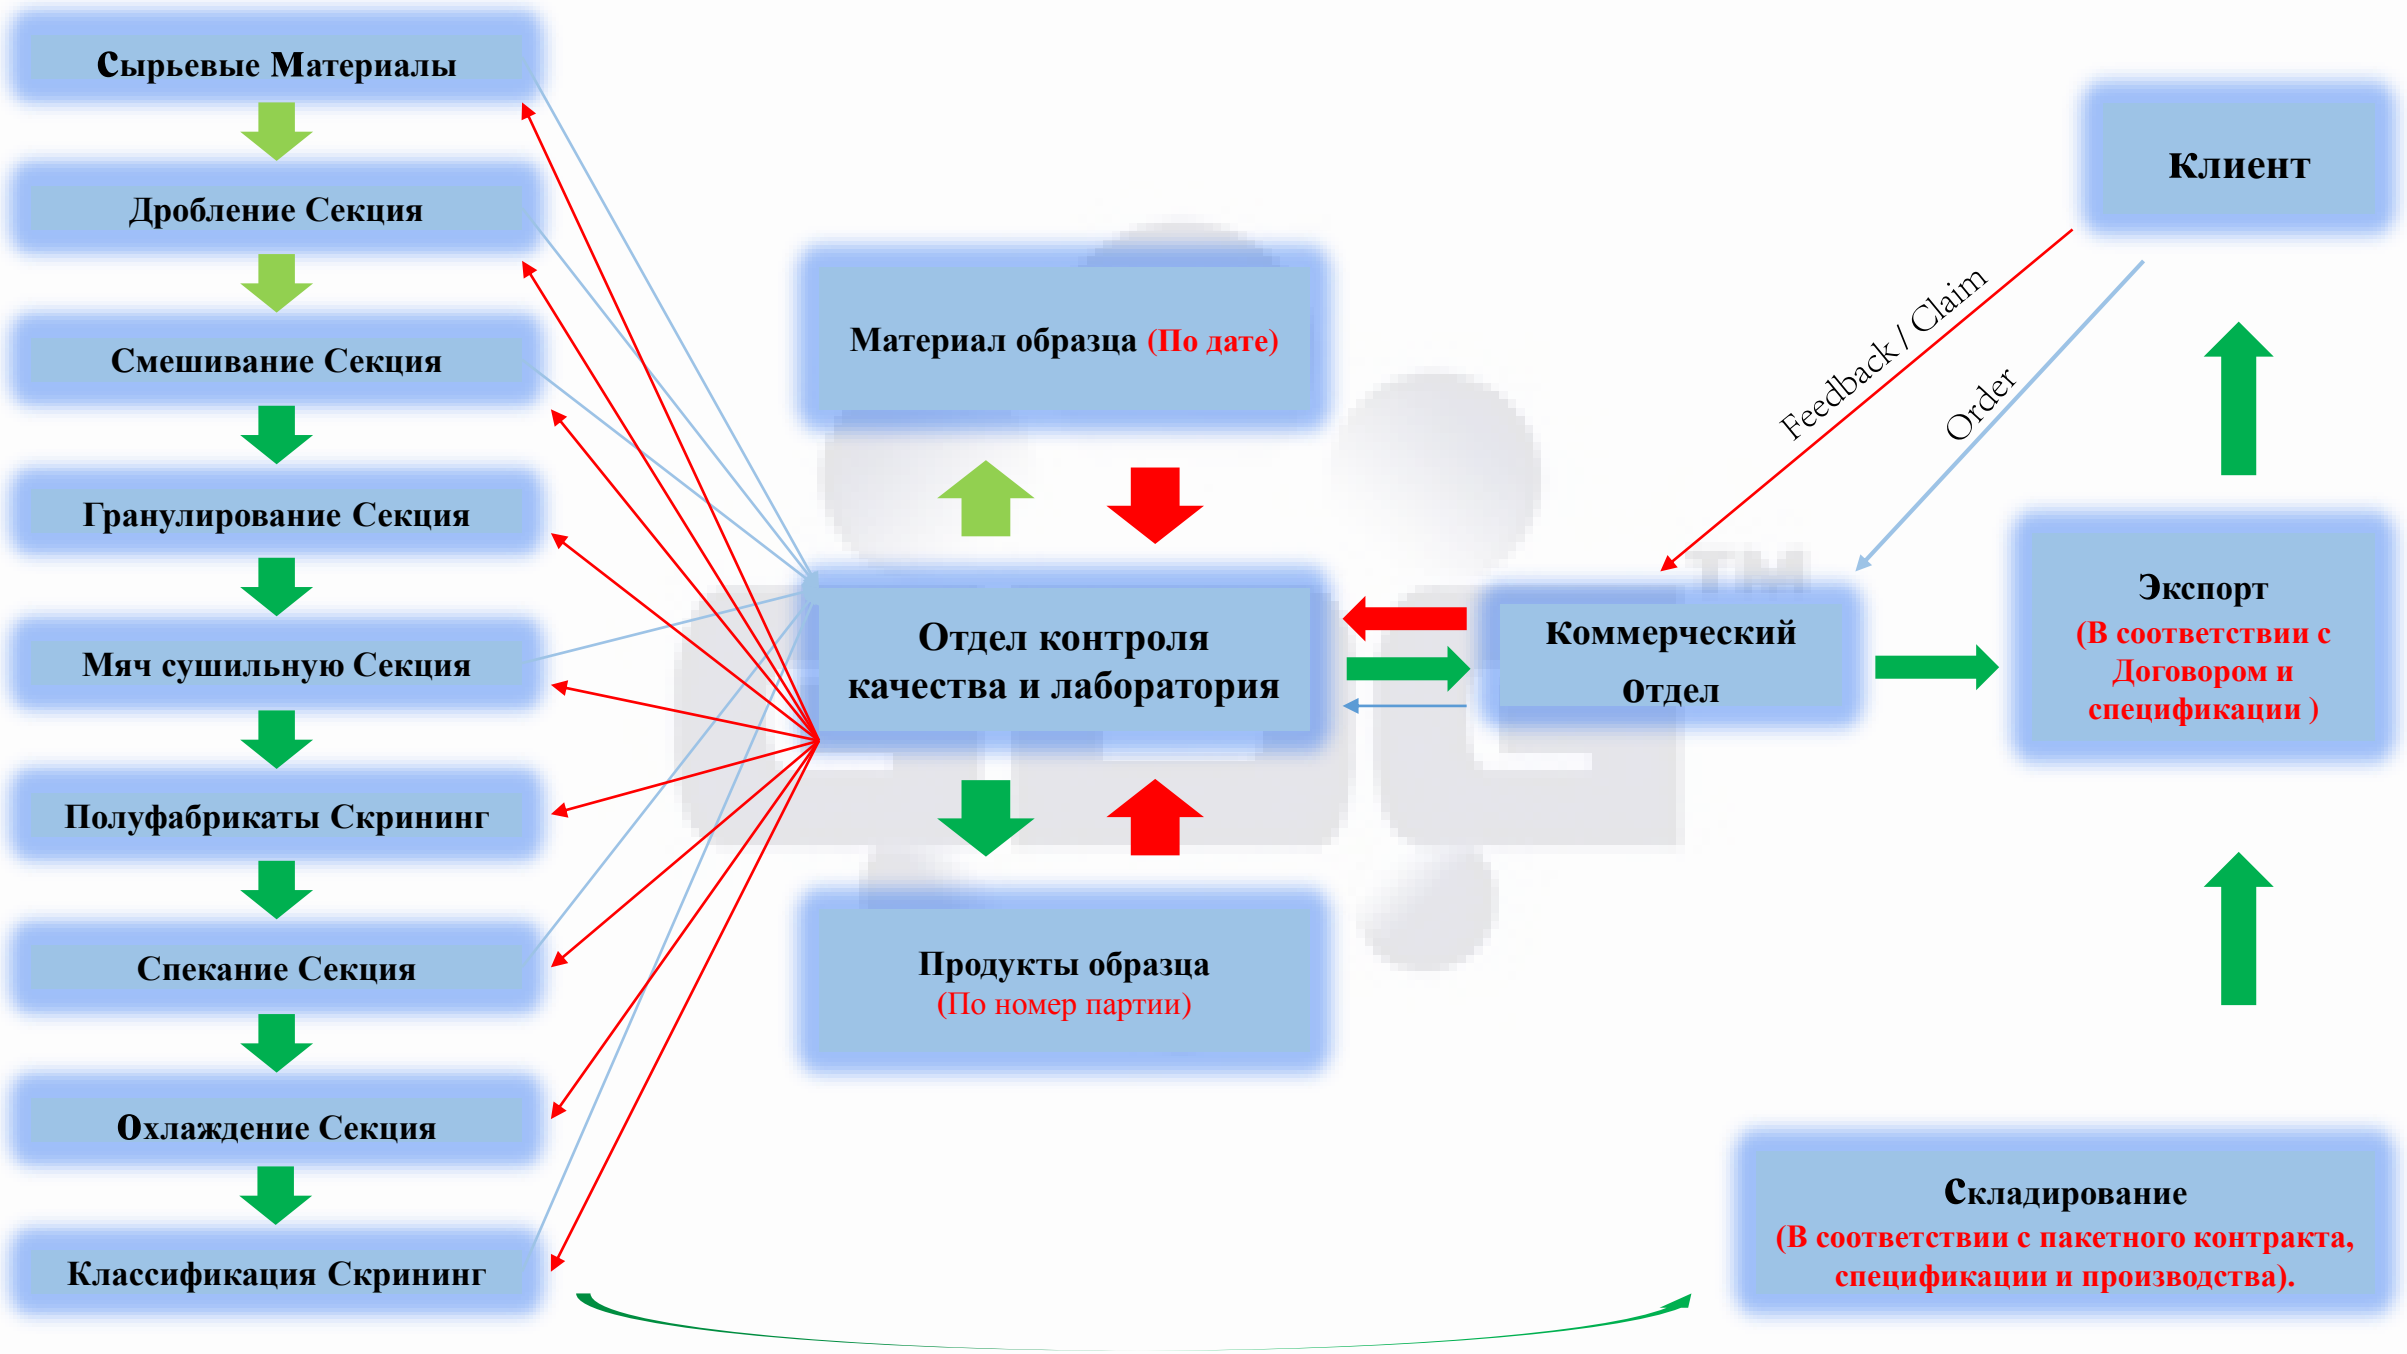 Сырьевые Материалы
Дробление Секция
Смешивание Секция
Гранулирование Секция
Мяч сушильную Секция
Полуфабрикаты Скрининг
Спекание Секция
Охлаждение Секция
Классификация Скрининг
Материал образца (По дате)
Отдел контроля
качества и лаборатория
Продукты образца
(По номер партии)
Feedback / Claim
Order
Коммерческий
отдел
Клиент
Экспорт
(В соответствии с
Договором и
спецификации )
Складирование
(В соответствии с пакетного контракта,
спецификации и производства).
TM